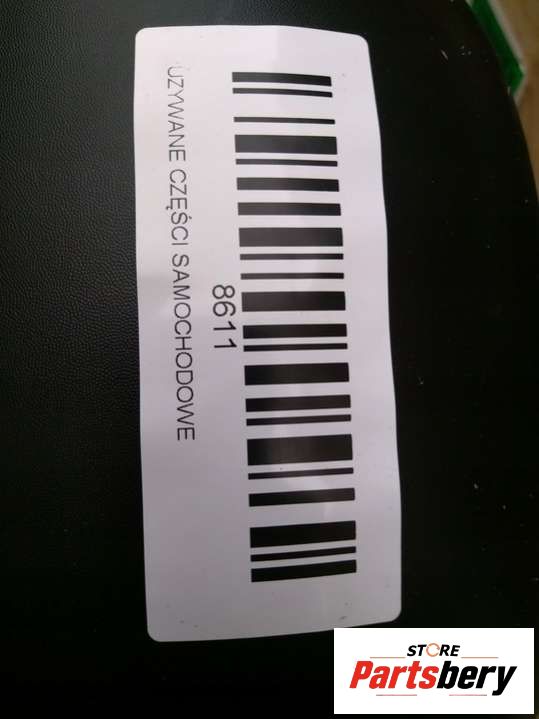 8611
UŻYWANE CZĘŚCI SAMOCHODOWE
STORE
Partsbery